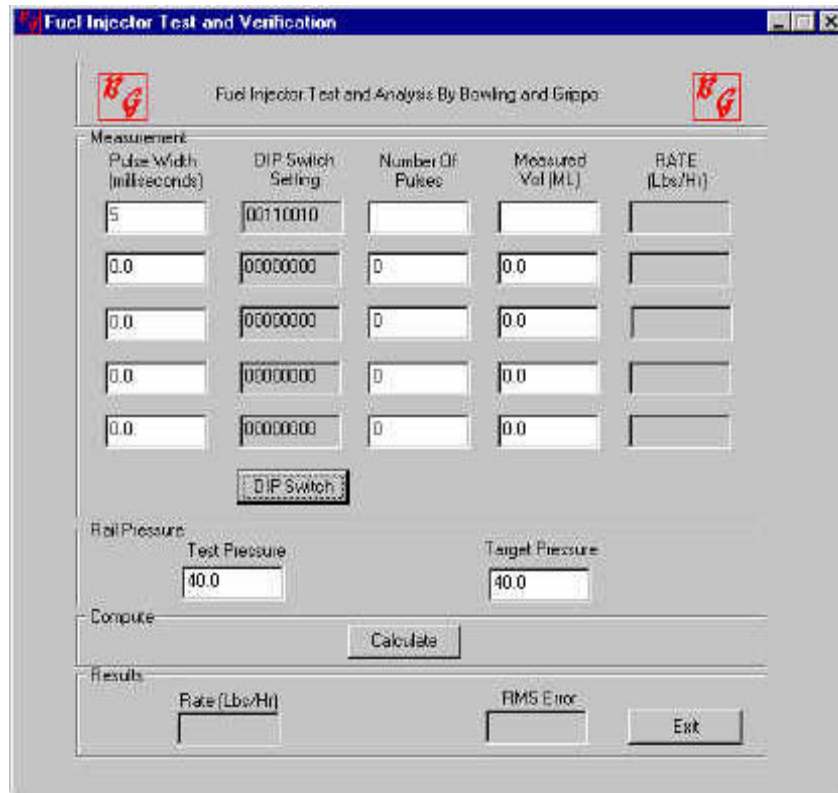 Fuel Injector Test and Verification
B G Fuel Injector Test and Analysis By Bowling and Grippo B G
Measurement
Pulse Width (milliseconds) DIP Switch Setting Number Of Pulses Measured Vol (ML) RATE (Lbs/Hr)
5 00110010
0.0 00000000 0 0.0
0.0 00000000 0 0.0
0.0 00000000 0 0.0
0.0 00000000 0 0.0
DIP Switch
Rail Pressure
Test Pressure Target Pressure
40.0 40.0
Compute
Calculate
Results
Rate (Lbs/Hr) RMS Error
Exit